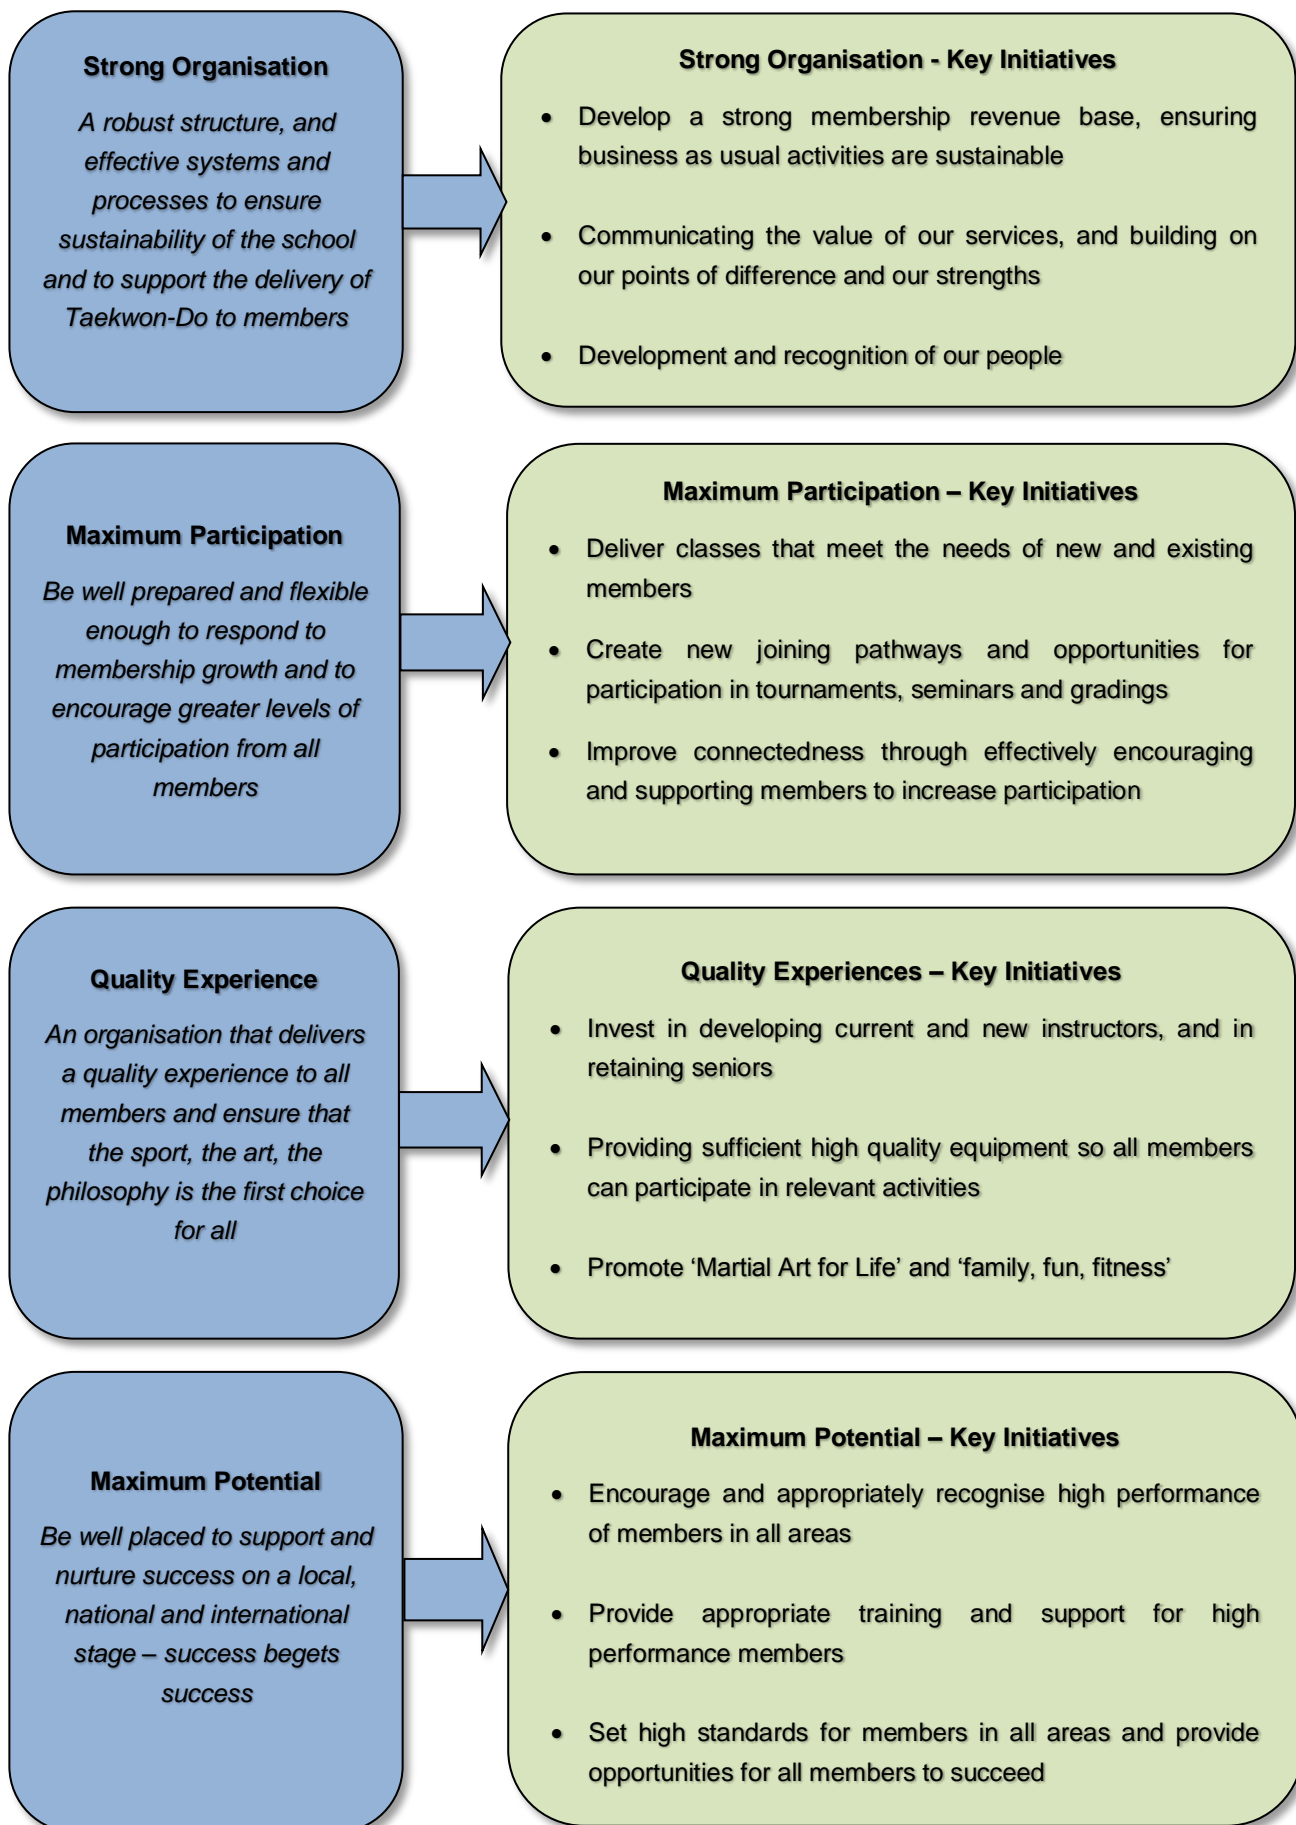 Strong Organisation
A robust structure, and
effective systems and
processes to ensure
sustainability of the school
and to support the delivery of
Taekwon-Do to members
Strong Organisation - Key Initiatives
• Develop a strong membership revenue base, ensuring
business as usual activities are sustainable
• Communicating the value of our services, and building on
our points of difference and our strengths
• Development and recognition of our people
Maximum Participation
Be well prepared and flexible
enough to respond to
membership growth and to
encourage greater levels of
participation from all
members
Maximum Participation – Key Initiatives
• Deliver classes that meet the needs of new and existing
members
• Create new joining pathways and opportunities for
participation in tournaments, seminars and gradings
• Improve connectedness through effectively encouraging
and supporting members to increase participation
Quality Experience
An organisation that delivers
a quality experience to all
members and ensure that
the sport, the art, the
philosophy is the first choice
for all
Quality Experiences – Key Initiatives
• Invest in developing current and new instructors, and in
retaining seniors
• Providing sufficient high quality equipment so all members
can participate in relevant activities
• Promote ‘Martial Art for Life’ and ‘family, fun, fitness’
Maximum Potential
Be well placed to support and
nurture success on a local,
national and international
stage – success begets
success
Maximum Potential – Key Initiatives
• Encourage and appropriately recognise high performance
of members in all areas
• Provide appropriate training and support for high
performance members
• Set high standards for members in all areas and provide
opportunities for all members to succeed